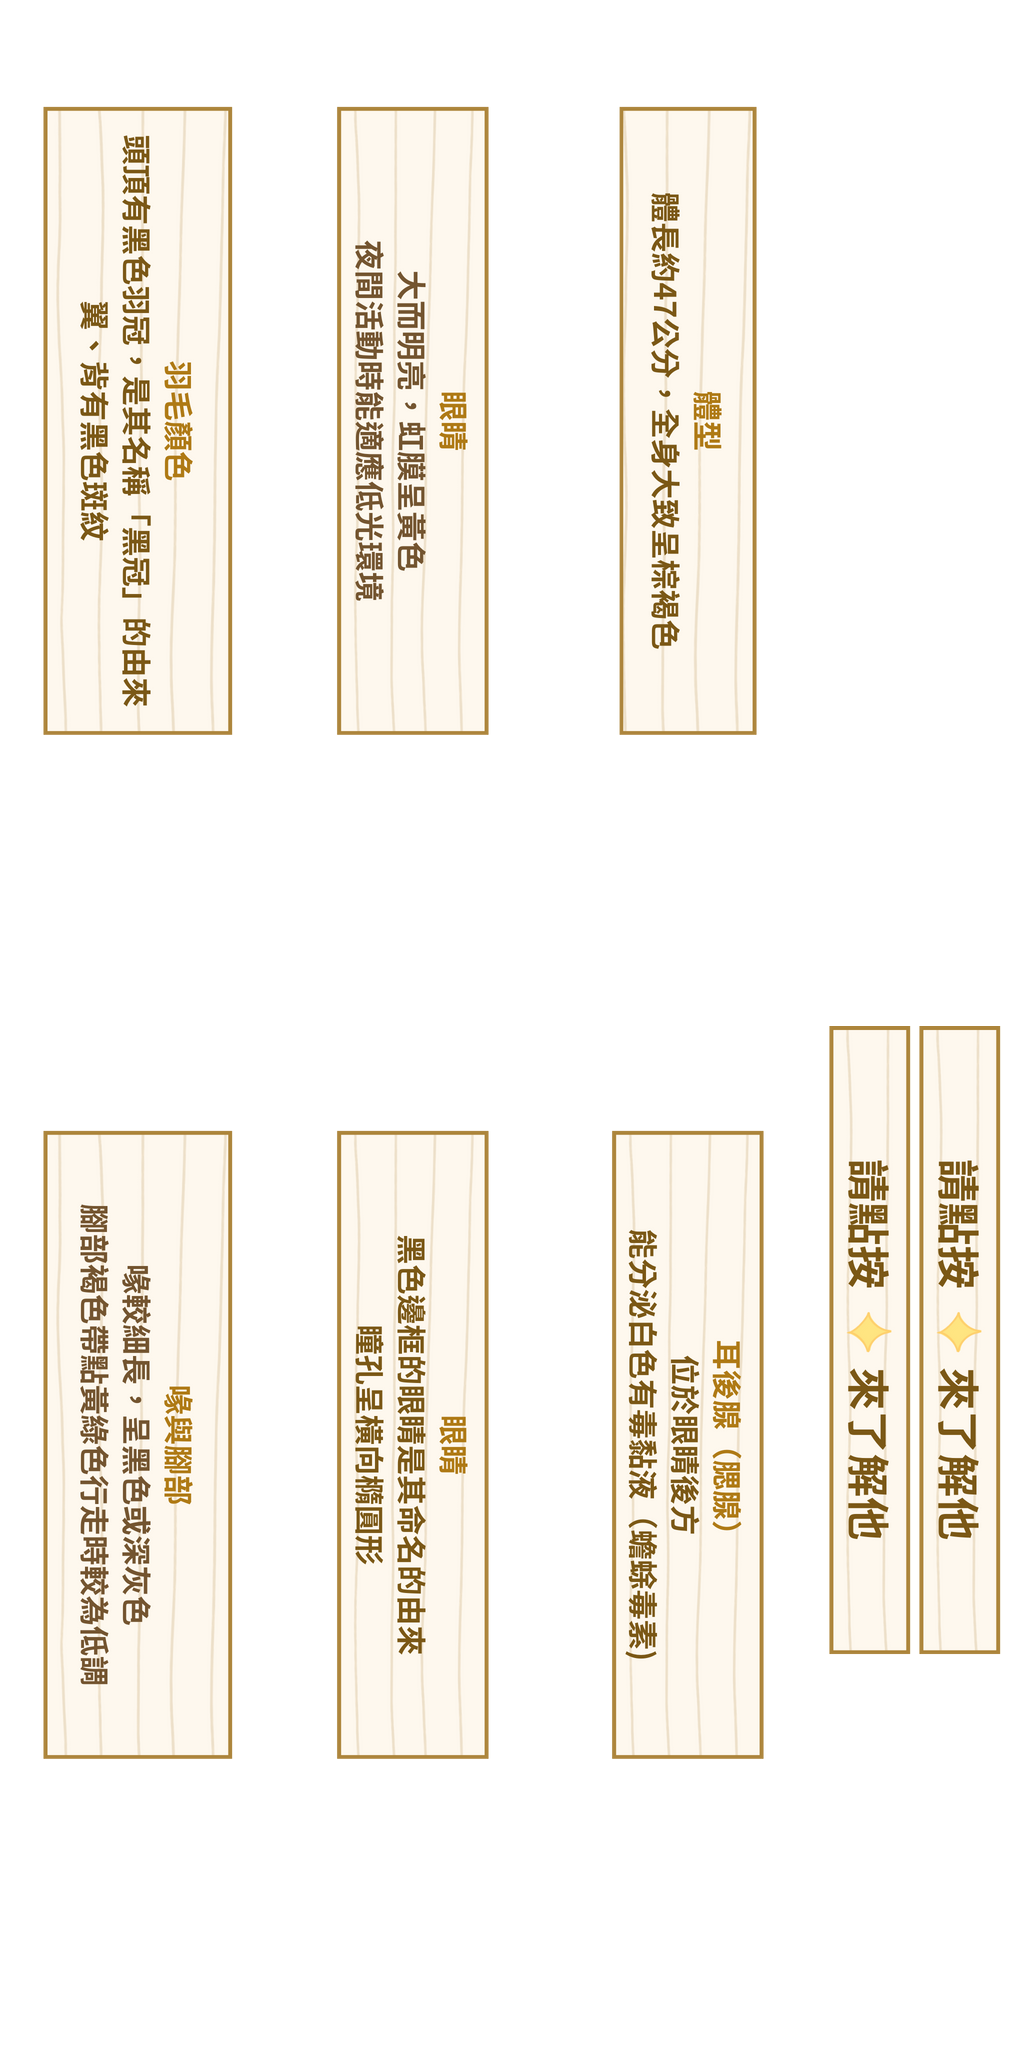 請點按 ✦ 來了解他
請點按 ✦ 來了解他
體型
體長約47公分，全身大致呈棕褐色
耳後腺（腮腺）
位於眼睛後方
能分泌白色有毒黏液（蟾蜍毒素）
眼睛
大而明亮，虹膜呈黃色
夜間活動時能適應低光環境
眼睛
黑色邊框的眼睛是其命名的由來
瞳孔呈橫向橢圓形
羽毛顏色
頭頂有黑色羽冠，是其名稱「黑冠」的由來
翼、背有黑色斑紋
喙與腳部
喙較細長，呈黑色或深灰色
腳部褐色帶點黃綠色行走時較為低調